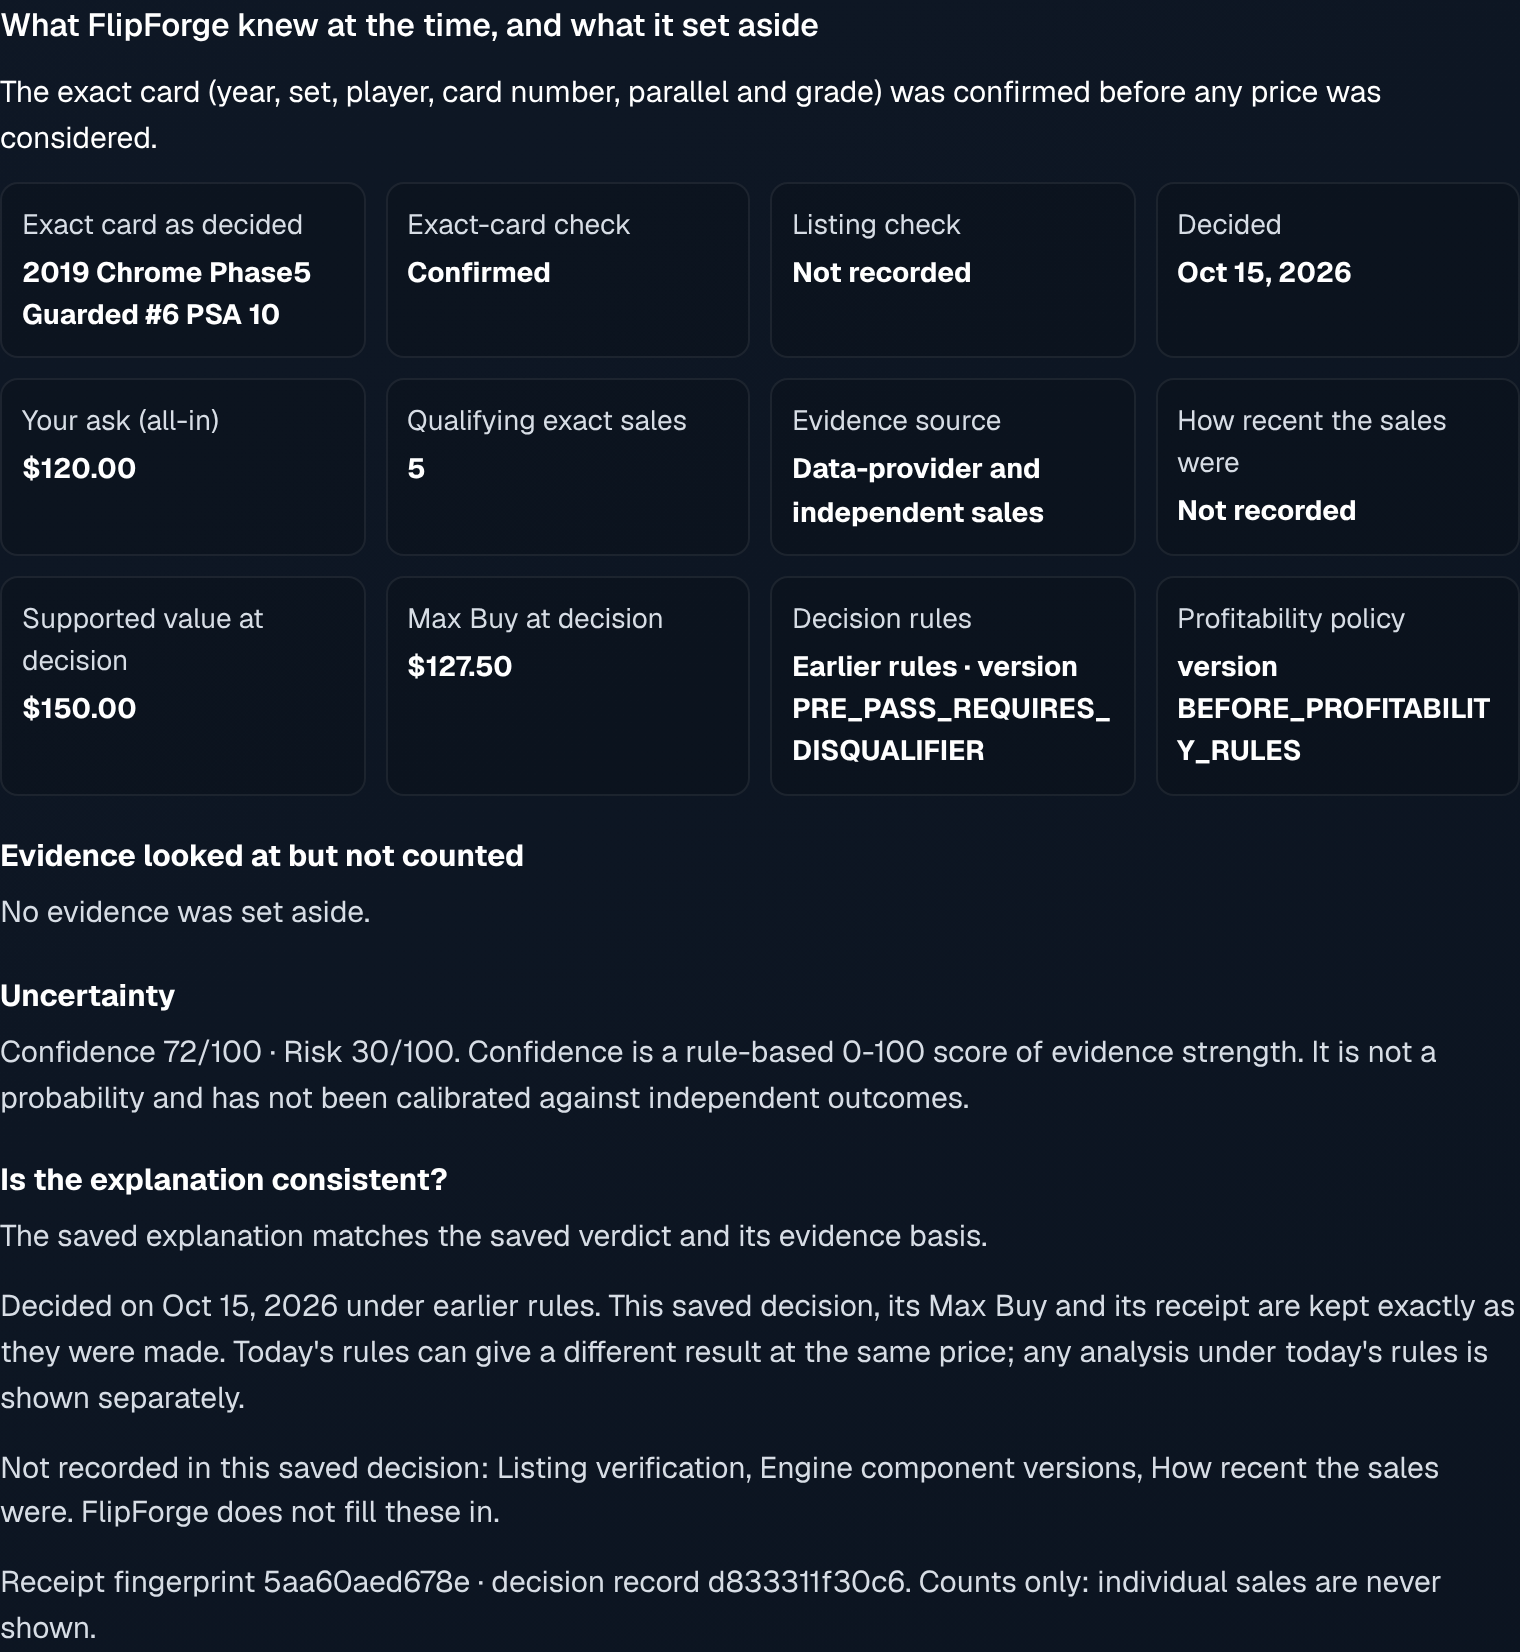 What FlipForge knew at the time, and what it set aside
The exact card (year, set, player, card number, parallel and grade) was confirmed before any price was
considered.
Exact card as decided
2019 Chrome Phase5
Guarded #6 PSA 10
Exact-card check
Confirmed
Listing check
Not recorded
Decided
Oct 15, 2026
Your ask (all-in)
$120.00
Qualifying exact sales
5
Evidence source
Data-provider and
independent sales
How recent the sales
were
Not recorded
Supported value at
decision
$150.00
Max Buy at decision
$127.50
Decision rules
Earlier rules · version
PRE_PASS_REQUIRES_
DISQUALIFIER
Profitability policy
version
BEFORE_PROFITABILIT
Y_RULES
Evidence looked at but not counted
No evidence was set aside.
Uncertainty
Confidence 72/100 · Risk 30/100. Confidence is a rule-based 0-100 score of evidence strength. It is not a
probability and has not been calibrated against independent outcomes.
Is the explanation consistent?
The saved explanation matches the saved verdict and its evidence basis.
Decided on Oct 15, 2026 under earlier rules. This saved decision, its Max Buy and its receipt are kept exactly as
they were made. Today's rules can give a different result at the same price; any analysis under today's rules is
shown separately.
Not recorded in this saved decision: Listing verification, Engine component versions, How recent the sales
were. FlipForge does not fill these in.
Receipt fingerprint 5aa60aed678e · decision record d833311f30c6. Counts only: individual sales are never
shown.